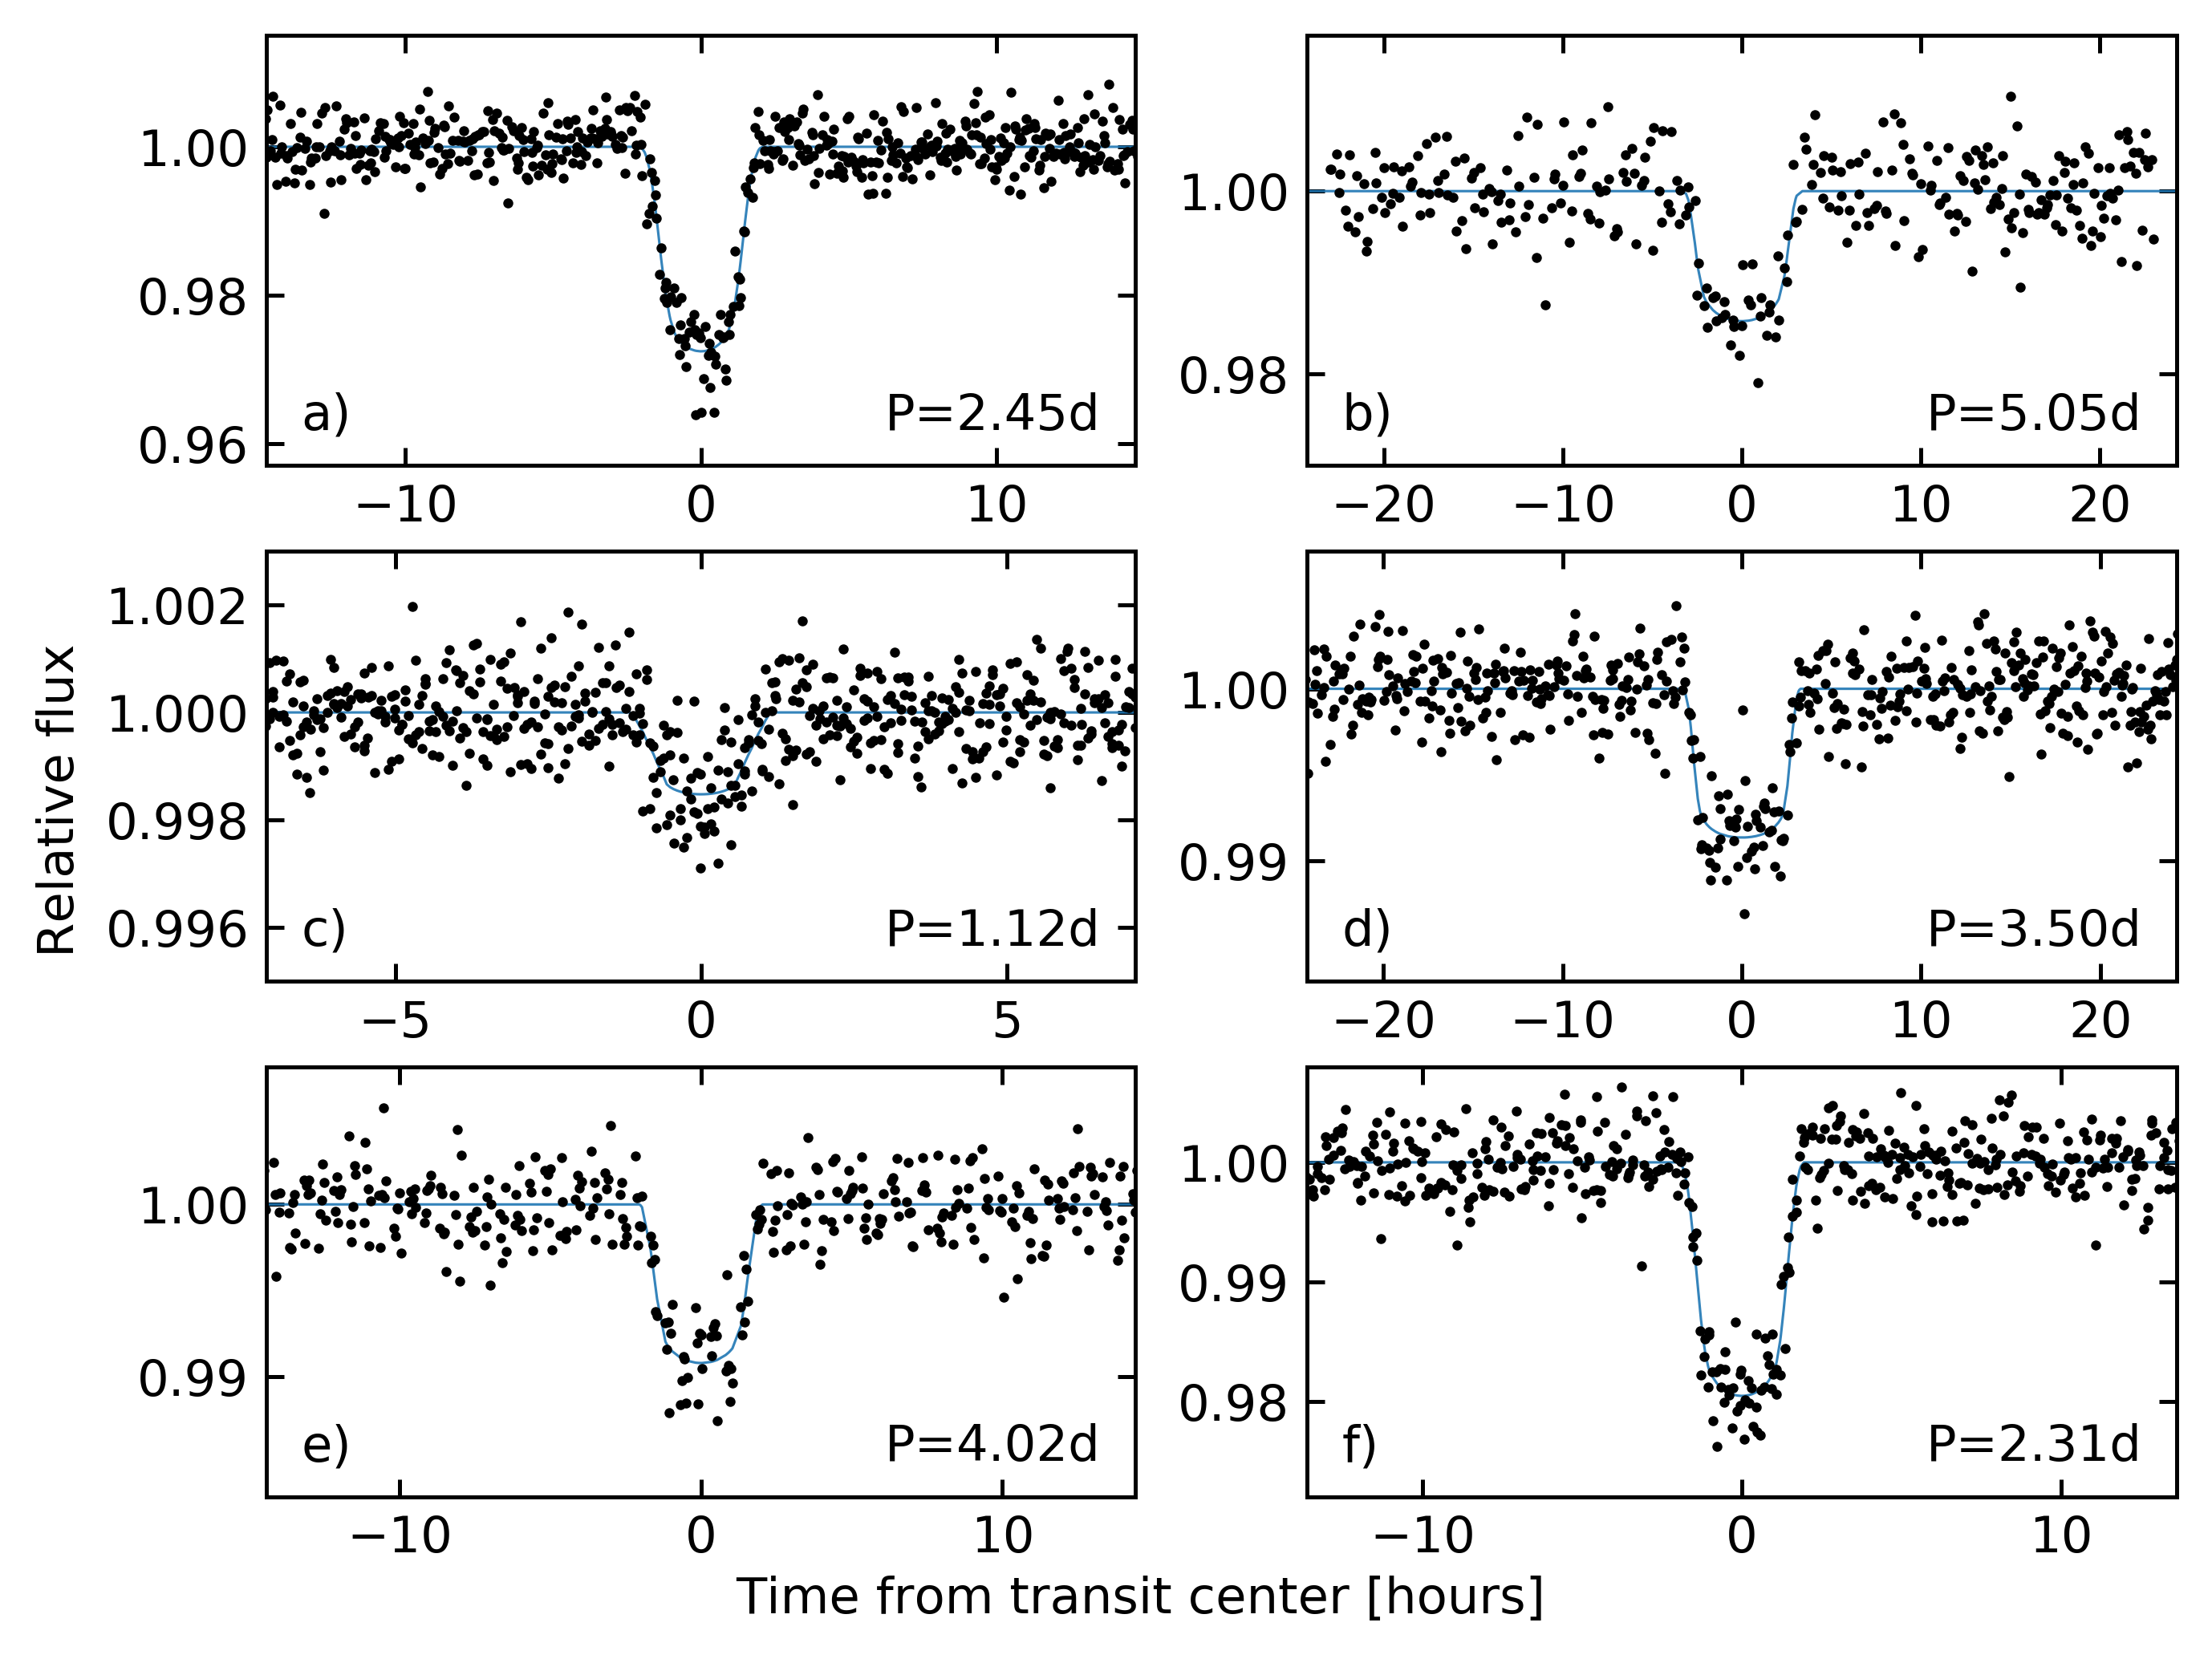 1.00
0.98
0.96
a)
P=2.45d
−10
0
10
1.00
0.98
b)
P=5.05d
−20
−10
0
10
20
Relative flux
1.002
1.000
0.998
0.996
c)
P=1.12d
−5
0
5
1.00
0.99
d)
P=3.50d
−20
−10
0
10
20
1.00
0.99
e)
P=4.02d
−10
0
10
1.00
0.99
0.98
f)
P=2.31d
−10
0
10
Time from transit center [hours]